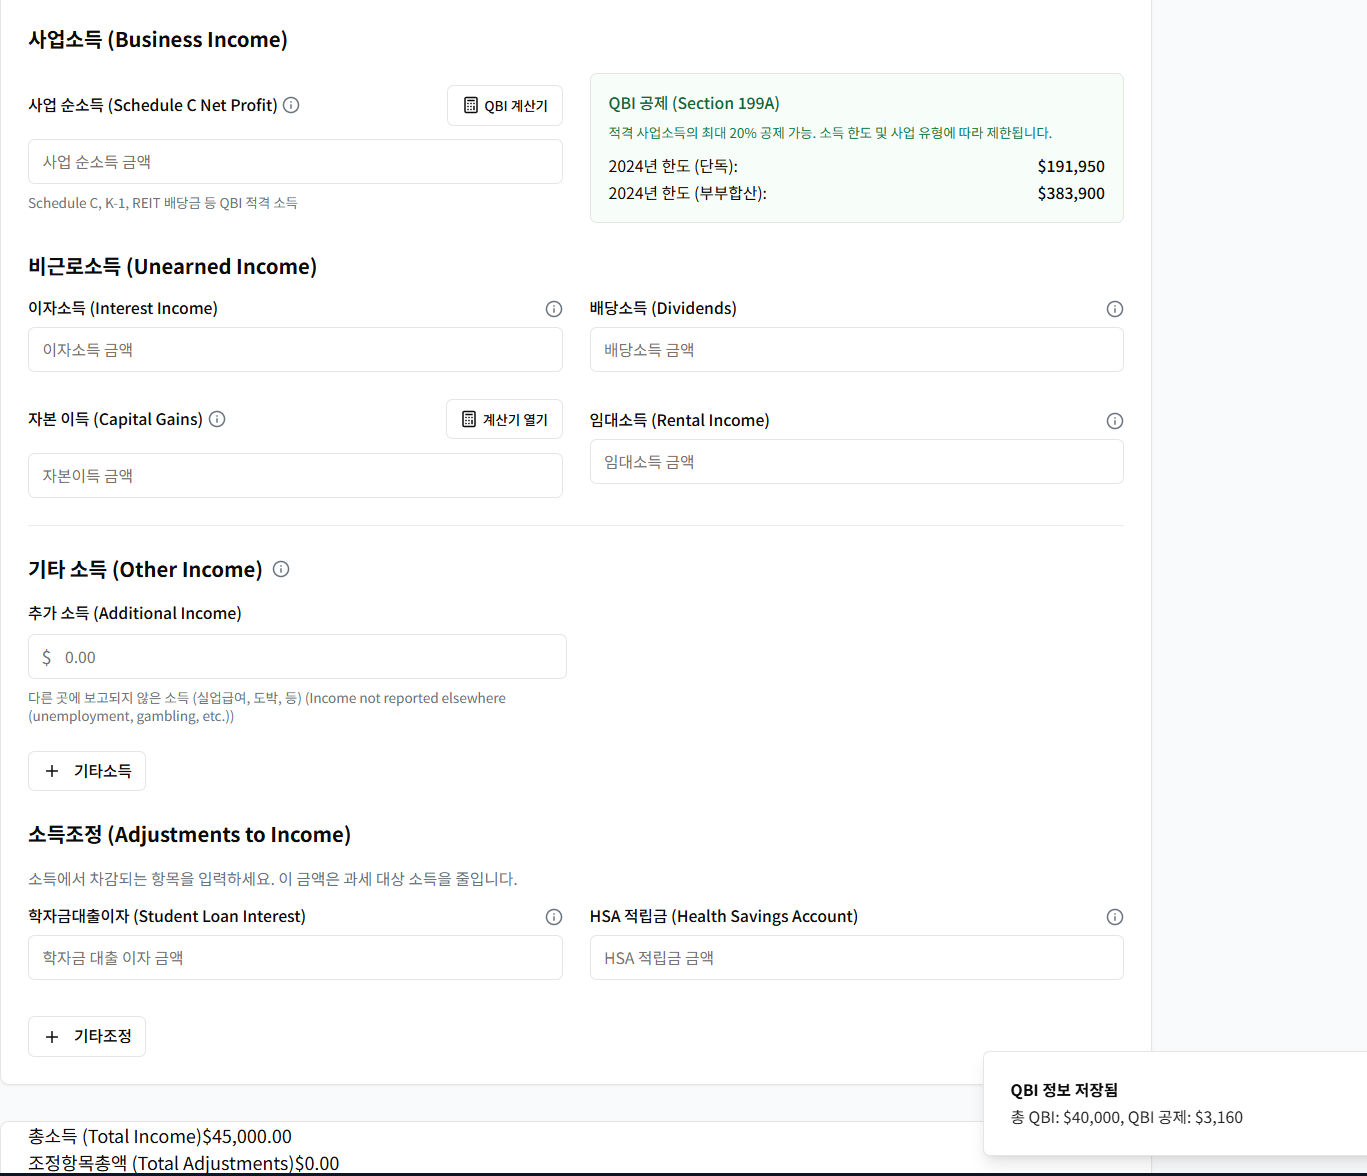 사업소득 (Business Income)
사업 순소득 (Schedule C Net Profit)
QBI 계산기
사업 순소득 금액
Schedule C, K-1, REIT 배당금 등 QBI 적격 소득
QBI 공제 (Section 199A)
적격 사업소득의 최대 20% 공제 가능. 소득 한도 및 사업 유형에 따라 제한됩니다.
2024년 한도 (단독): $191,950
2024년 한도 (부부합산): $383,900
비근로소득 (Unearned Income)
이자소득 (Interest Income)
이자소득 금액
배당소득 (Dividends)
배당소득 금액
자본 이득 (Capital Gains)
계산기 열기
자본이득 금액
임대소득 (Rental Income)
임대소득 금액
기타 소득 (Other Income)
추가 소득 (Additional Income)
$ 0.00
다른 곳에 보고되지 않은 소득 (실업급여, 도박, 등) (Income not reported elsewhere
(unemployment, gambling, etc.))
+ 기타소득
소득조정 (Adjustments to Income)
소득에서 차감되는 항목을 입력하세요. 이 금액은 과세 대상 소득을 줄입니다.
학자금대출이자 (Student Loan Interest)
학자금 대출 이자 금액
HSA 적립금 (Health Savings Account)
HSA 적립금 금액
+ 기타조정
QBI 정보 저장됨
총 QBI: $40,000, QBI 공제: $3,160
총소득 (Total Income)$45,000.00
조정항목총액 (Total Adjustments)$0.00